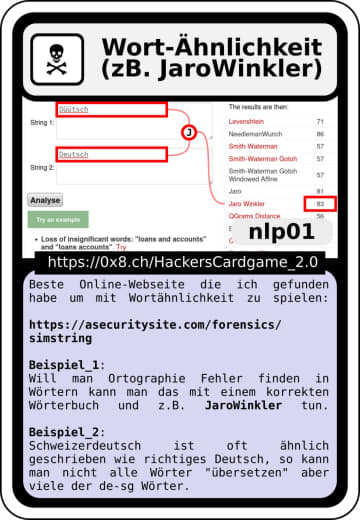 Wort-Ähnlichkeit
(zB. JaroWinkler)
Düütsch
String 1:
J
Deutsch
String 2:
Analyse
Try an example
• Loss of insignificant words: "loans and accounts"
and "loans accounts". Try
The results are then:
Levenshtein 71
NeedlemanWunch 86
Smith-Waterman 57
Smith-Waterman Gotoh 57
Smith-Waterman Gotoh 57
Windowed Affine
Jaro 81
Jaro Winkler 83
QGrams Distance 56
nlp01
https://0x8.ch/HackersCardgame_2.0
Beste Online-Webseite die ich gefunden
habe um mit Wortähnlichkeit zu spielen:
https://asecuritysite.com/forensics/
simstring
Beispiel_1:
Will man Ortographie Fehler finden in
Wörtern kann man das mit einem korrekten
Wörterbuch und z.B. JaroWinkler tun.
Beispiel_2:
Schweizerdeutsch ist oft ähnlich
geschrieben wie richtiges Deutsch, so kann
man nicht alle Wörter "übersetzen" aber
viele der de-sg Wörter.